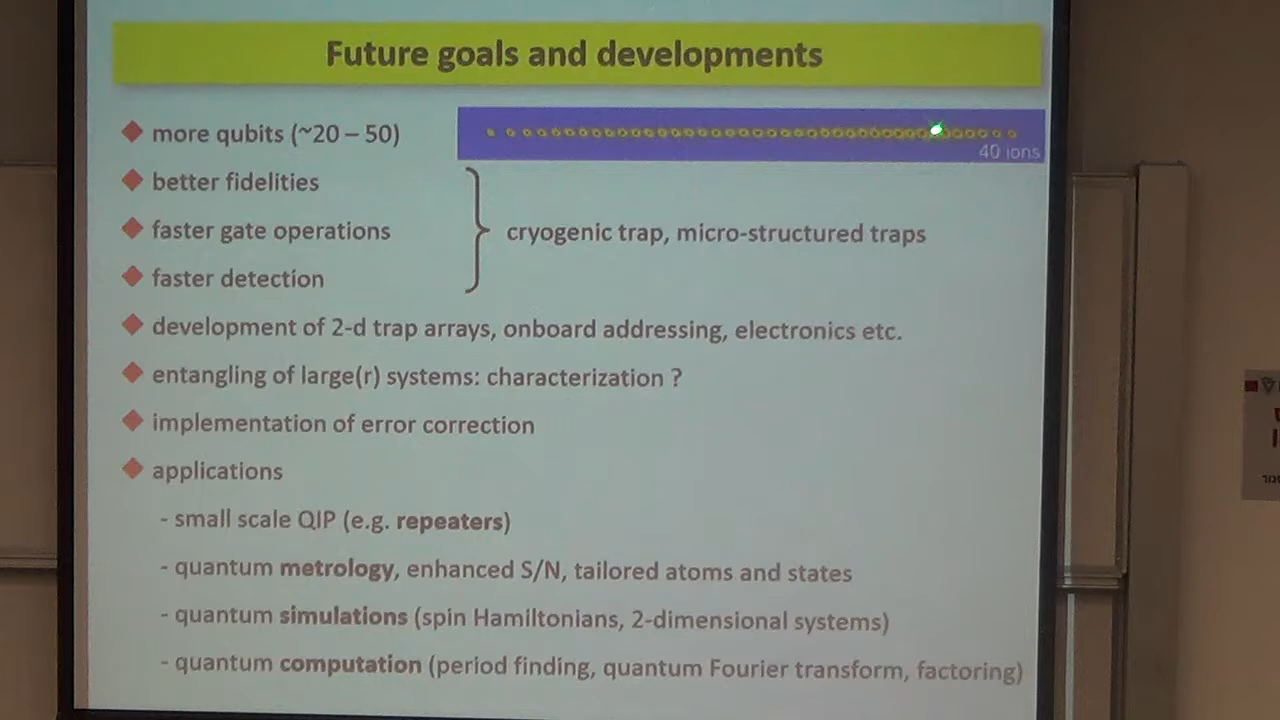 Future goals and developments
more qubits (~20 – 50)
40 ions
better fidelities
faster gate operations
cryogenic trap, micro-structured traps
faster detection
development of 2-d trap arrays, onboard addressing, electronics etc.
entangling of large(r) systems: characterization ?
implementation of error correction
applications
- small scale QIP (e.g. repeaters)
- quantum metrology, enhanced S/N, tailored atoms and states
- quantum simulations (spin Hamiltonians, 2-dimensional systems)
- quantum computation (period finding, quantum Fourier transform, factoring)